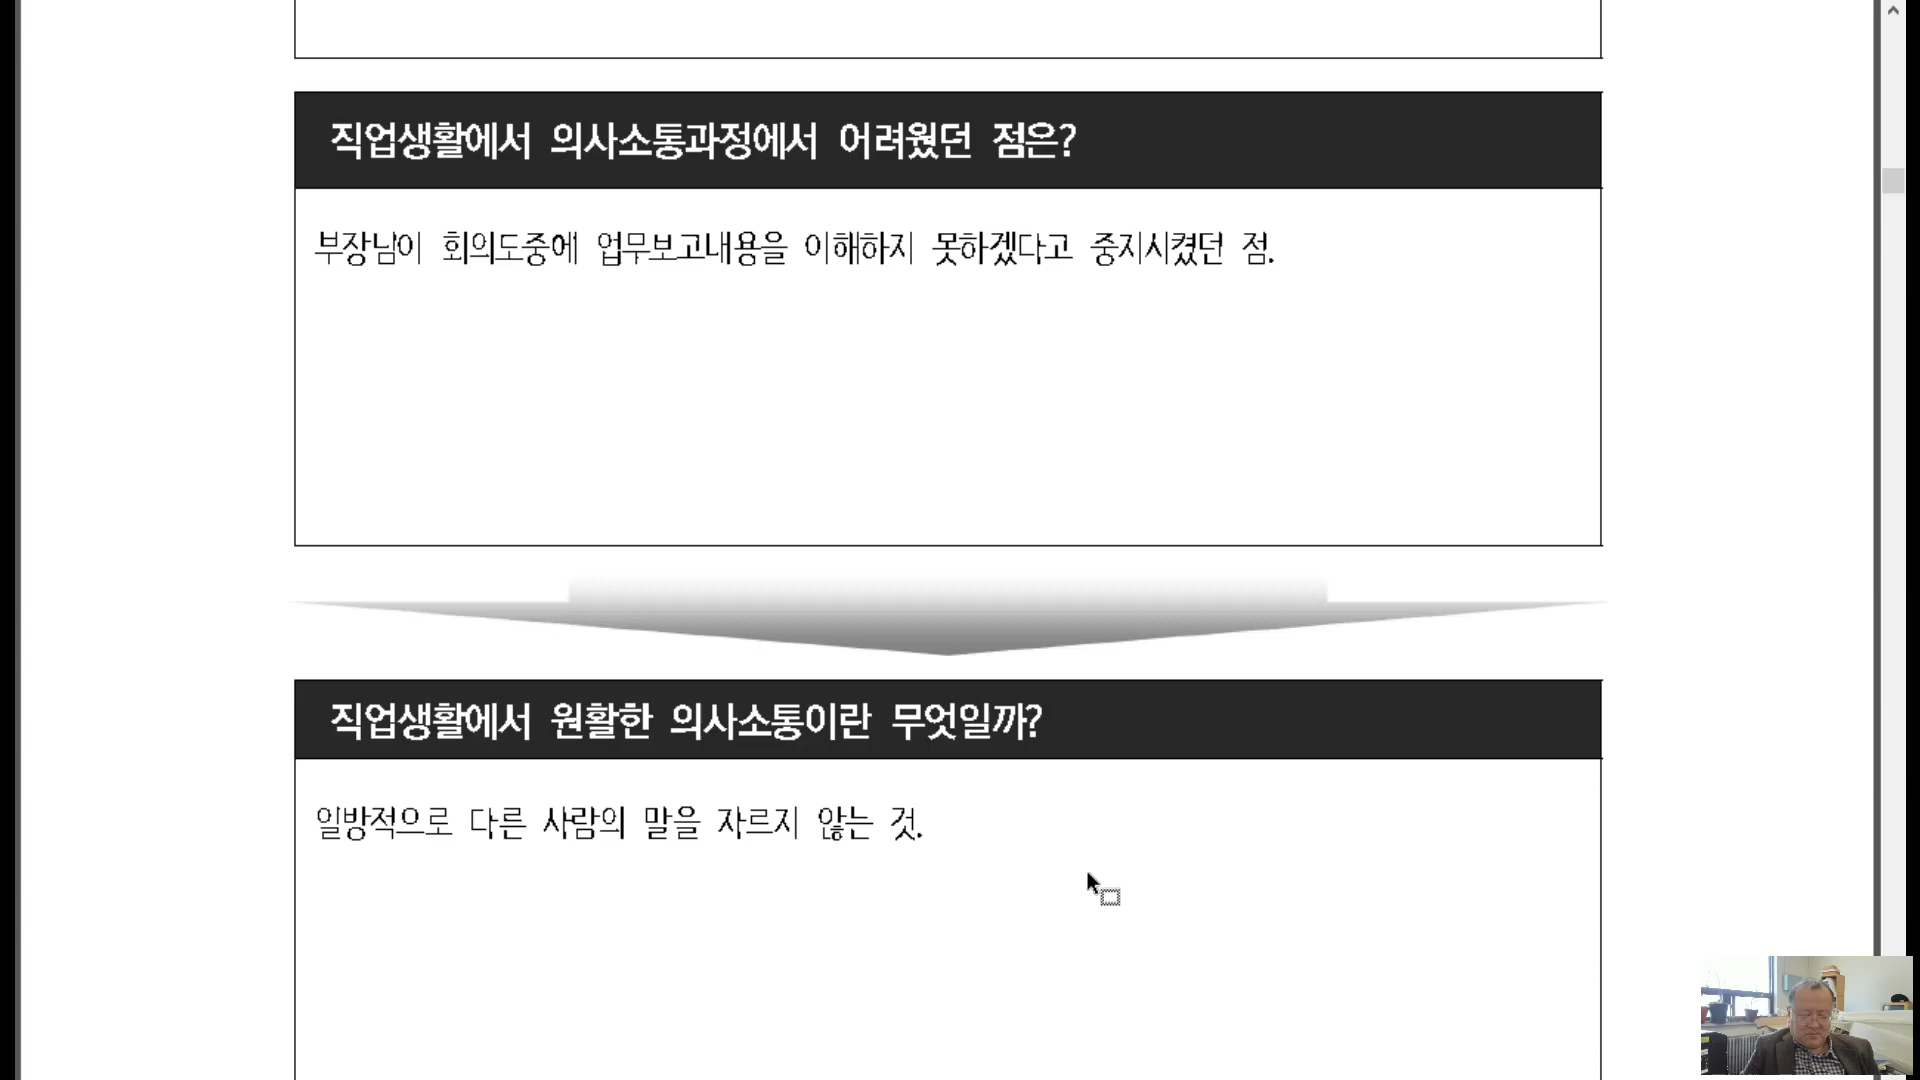 직업생활에서 의사소통과정에서 어려웠던 점은?
부장님이 회의도중에 업무보고내용을 이해하지 못하겠다고 중지시켰던 점.
직업생활에서 원활한 의사소통이란 무엇일까?
일방적으로 다른 사람의 말을 자르지 않는 것.